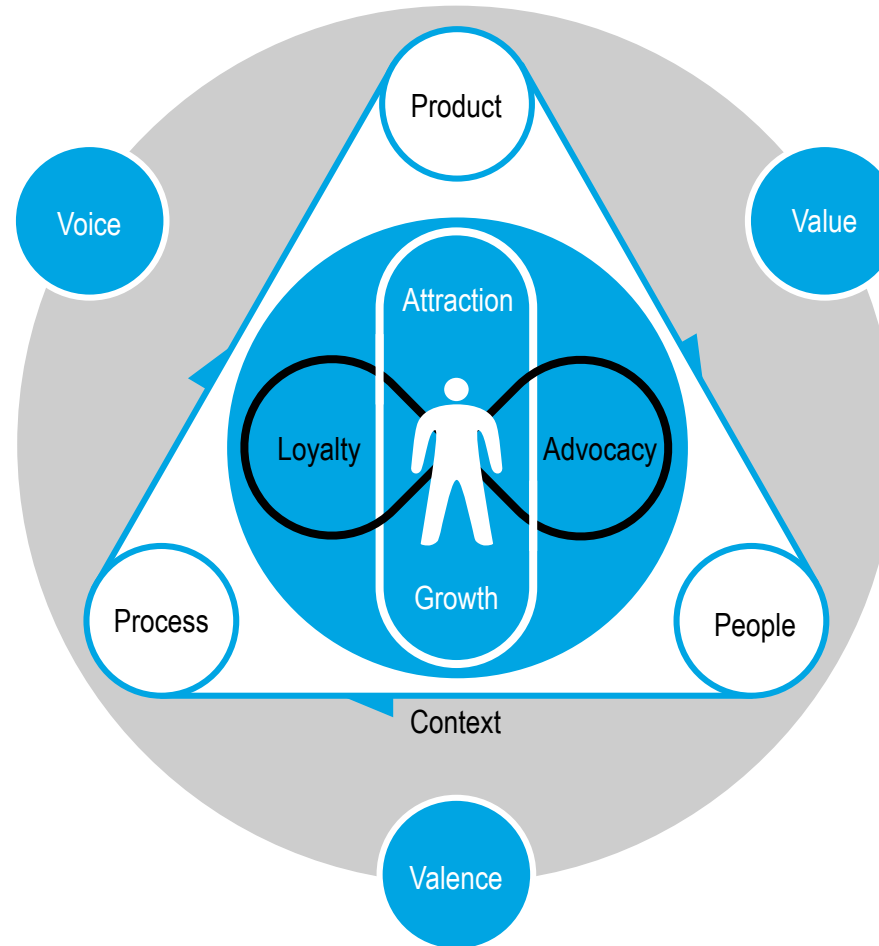 Product
Voice
Value
Attraction
Loyalty
Advocacy
Growth
Process
People
Context
Valence